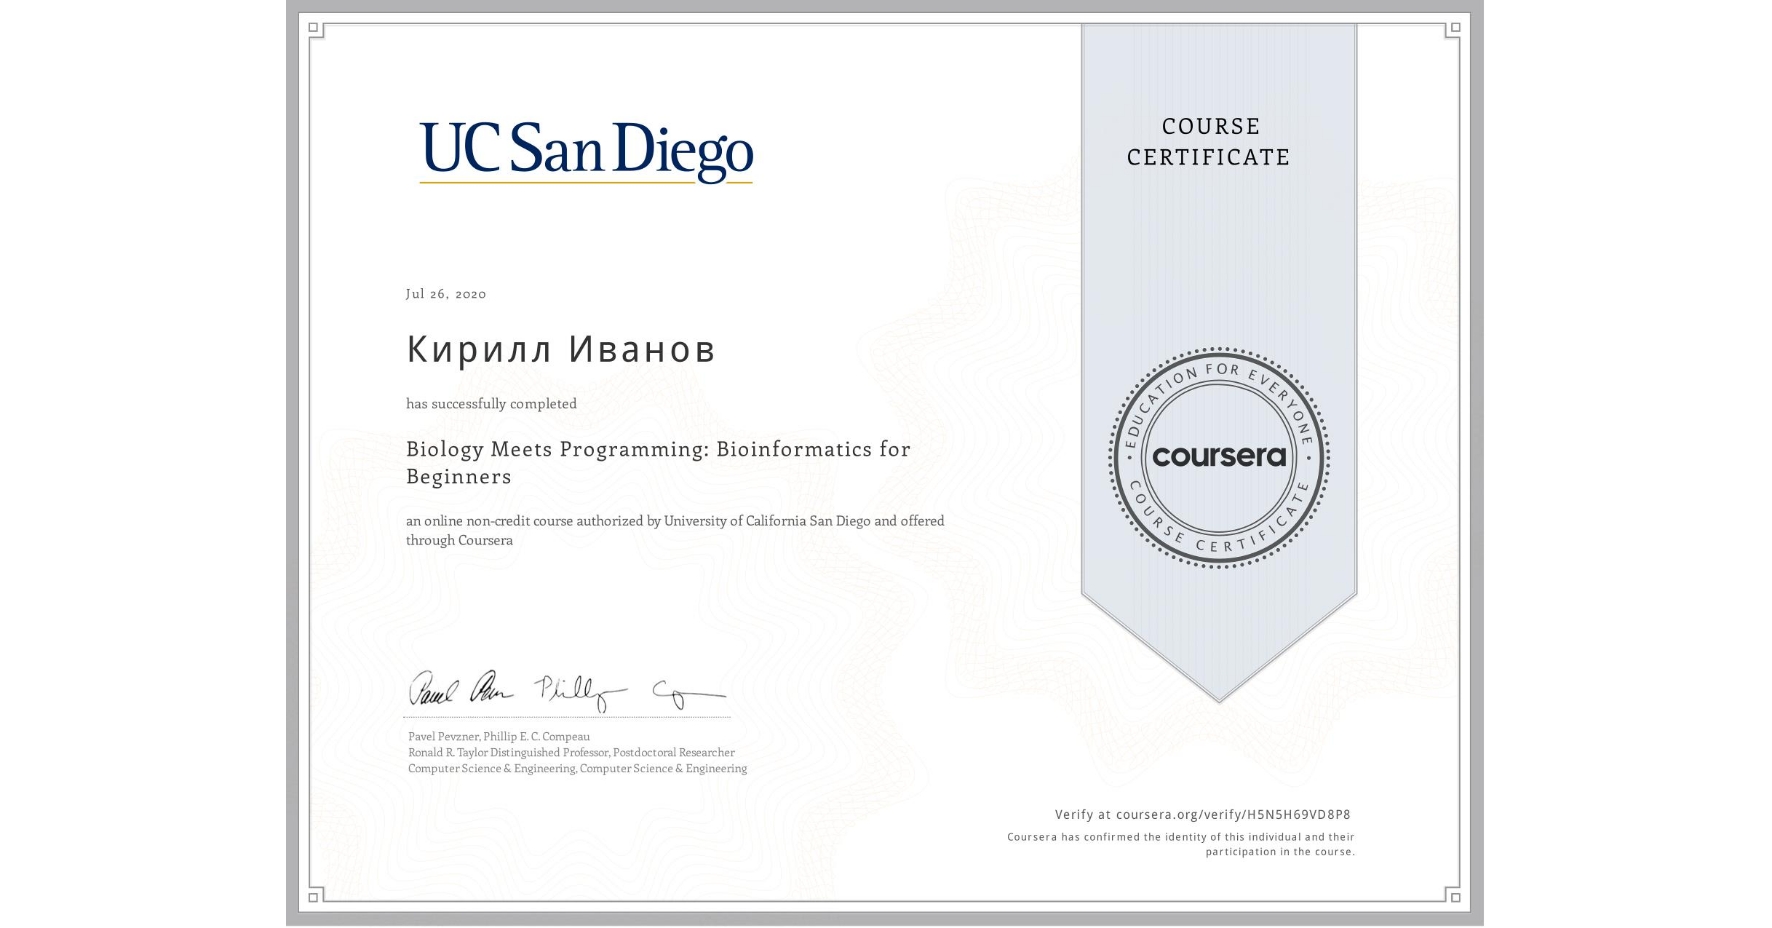 UC San Diego
COURSE
CERTIFICATE
Jul 26, 2020
Кирилл Иванов
has successfully completed
Biology Meets Programming: Bioinformatics for
Beginners
an online non-credit course authorized by University of California San Diego and offered
through Coursera
EDUCATION FOR EVERYONE
coursera
COURSE CERTIFICATE
Pavel Pevzner, Phillip E. C. Compeau
Ronald R. Taylor Distinguished Professor, Postdoctoral Researcher
Computer Science & Engineering, Computer Science & Engineering
Verify at coursera.org/verify/H5N5H69VD8P8
Coursera has confirmed the identity of this individual and their
participation in the course.